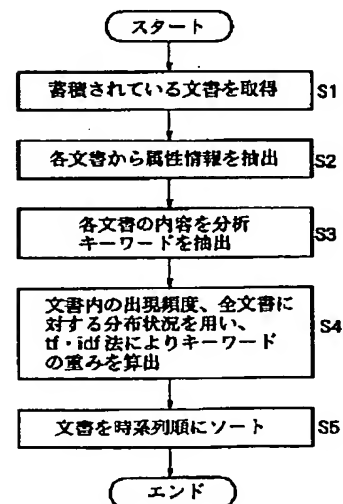 スタート
蓄積されている文書を取得 S1
各文書から属性情報を抽出 S2
各文書の内容を分析
キーワードを抽出 S3
文書内の出現頻度、全文書に
対する分布状況を用い、
tf・idf法によりキーワード
の重みを算出 S4
文書を時系列順にソート S5
エンド